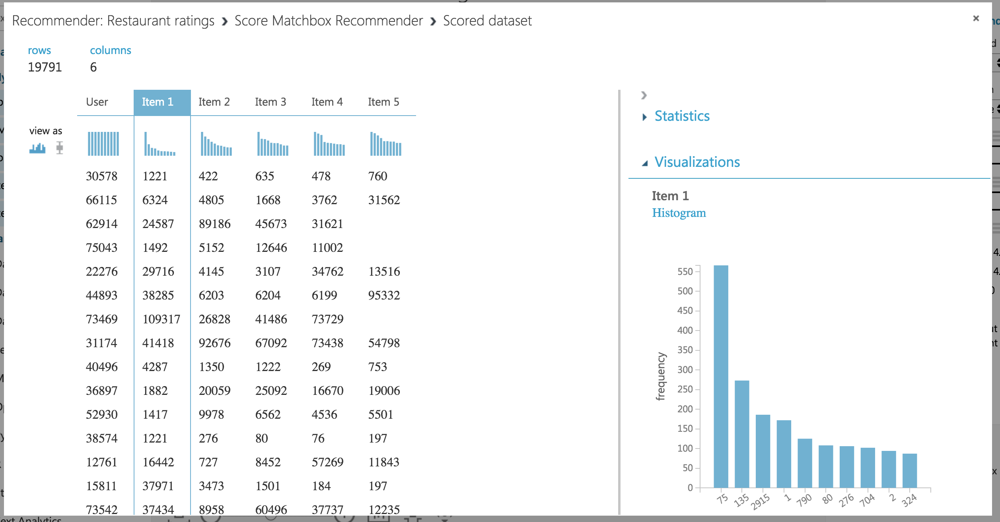 Recommender: Restaurant ratings › Score Matchbox Recommender › Scored dataset
rows columns
19791 6
User Item 1 Item 2 Item 3 Item 4 Item 5
view as
30578 1221 422 635 478 760
66115 6324 4805 1668 3762 31562
62914 24587 89186 45673 31621
75043 1492 5152 12646 11002
22276 29716 4145 3107 34762 13516
44893 38285 6203 6204 6199 95332
73469 109317 26828 41486 73729
31174 41418 92676 67092 73438 54798
40496 4287 1350 1222 269 753
36897 1882 20059 25092 16670 19006
52930 1417 9978 6562 4536 5501
38574 1221 276 80 76 197
12761 16442 727 8452 57269 11843
15811 37971 3473 1501 184 197
73542 37434 8958 60496 37737 12235
Statistics
Visualizations
Item 1
Histogram
550
500
450
400
350
300
250
200
150
100
50
0
frequency
75 135 2915 1 790 80 276 704 2 324
ext Analytics